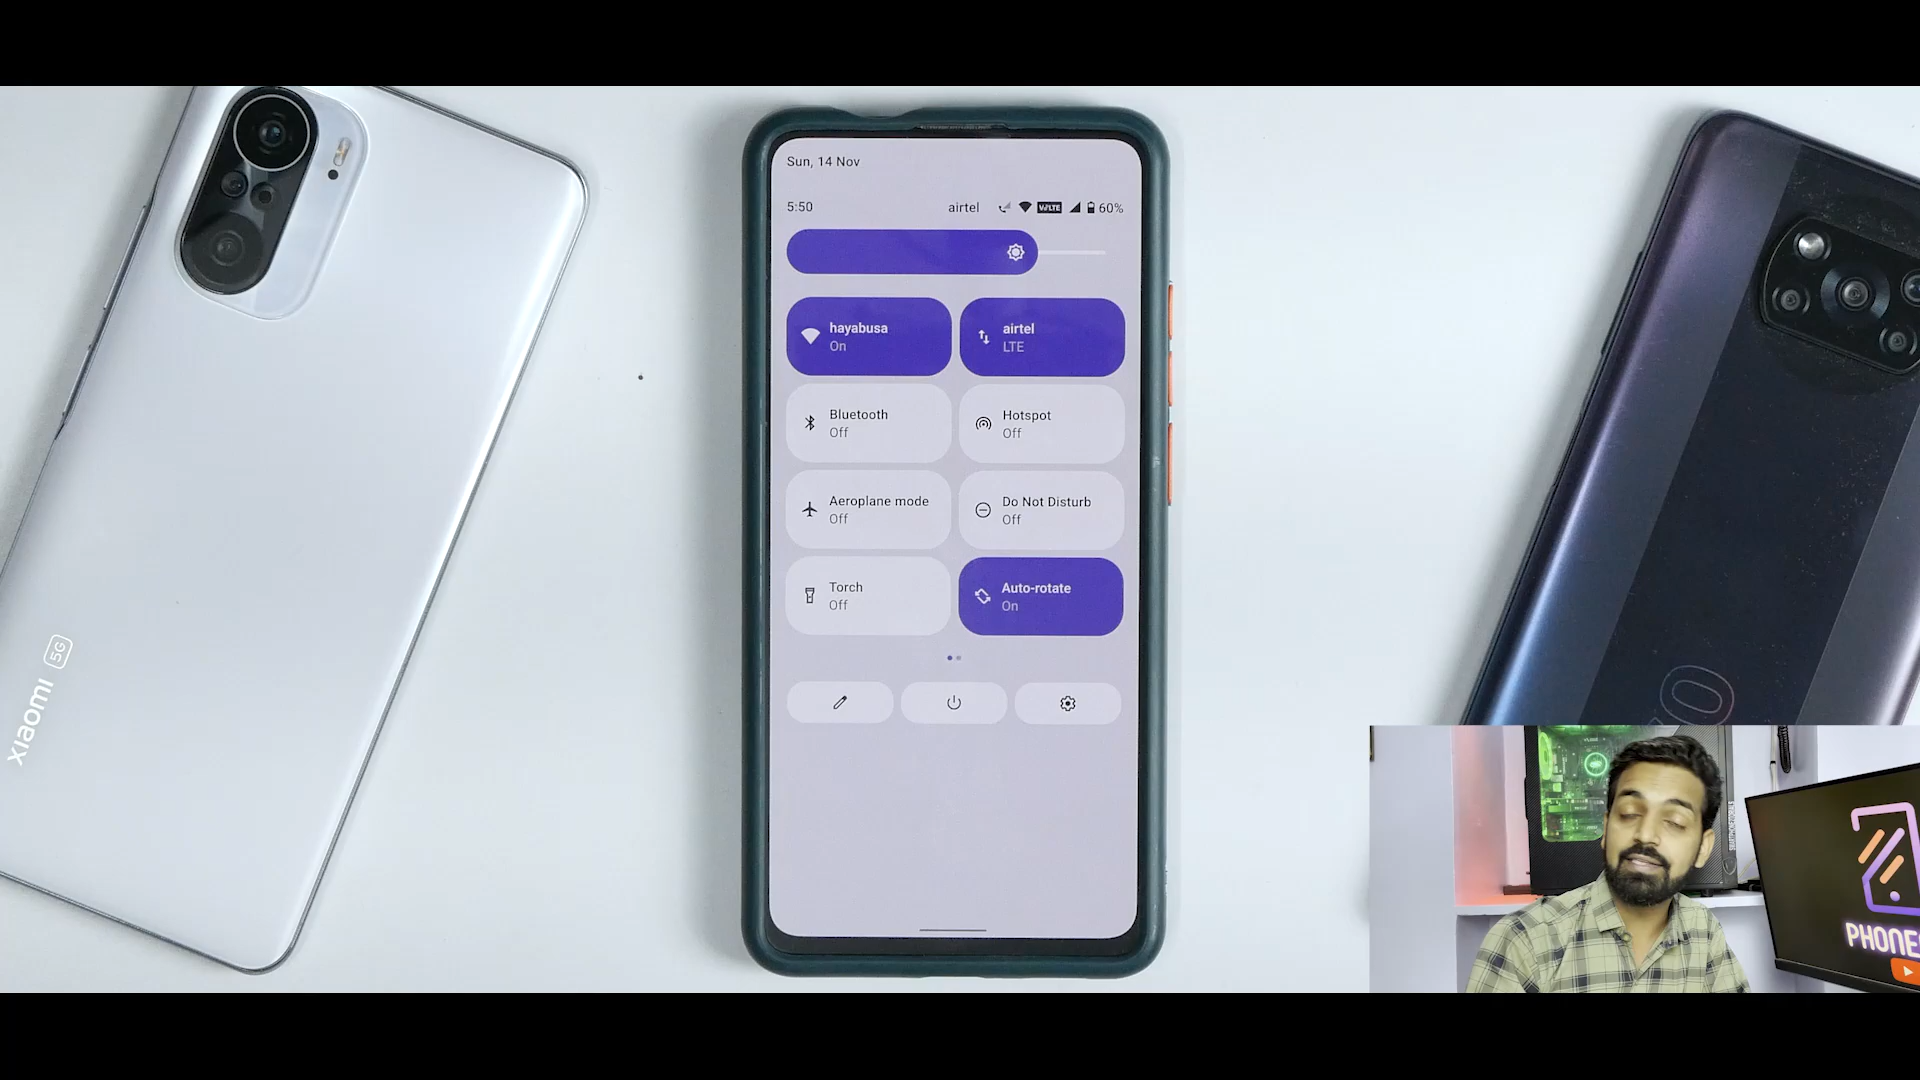 Sun, 14 Nov
5:50 airtel VoLTE 60%
hayabusa
On
airtel
LTE
Bluetooth
Off
Hotspot
Off
Aeroplane mode
Off
Do Not Disturb
Off
Torch
Off
Auto-rotate
On
xiaomi 5G